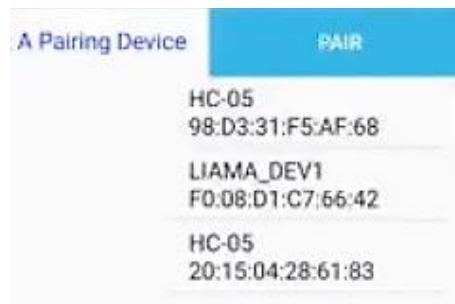 A Pairing Device
PAIR
HC-05
98:D3:31:F5:AF:68
LIAMA_DEV1
F0:08:D1:C7:66:42
HC-05
20:15:04:28:61:83